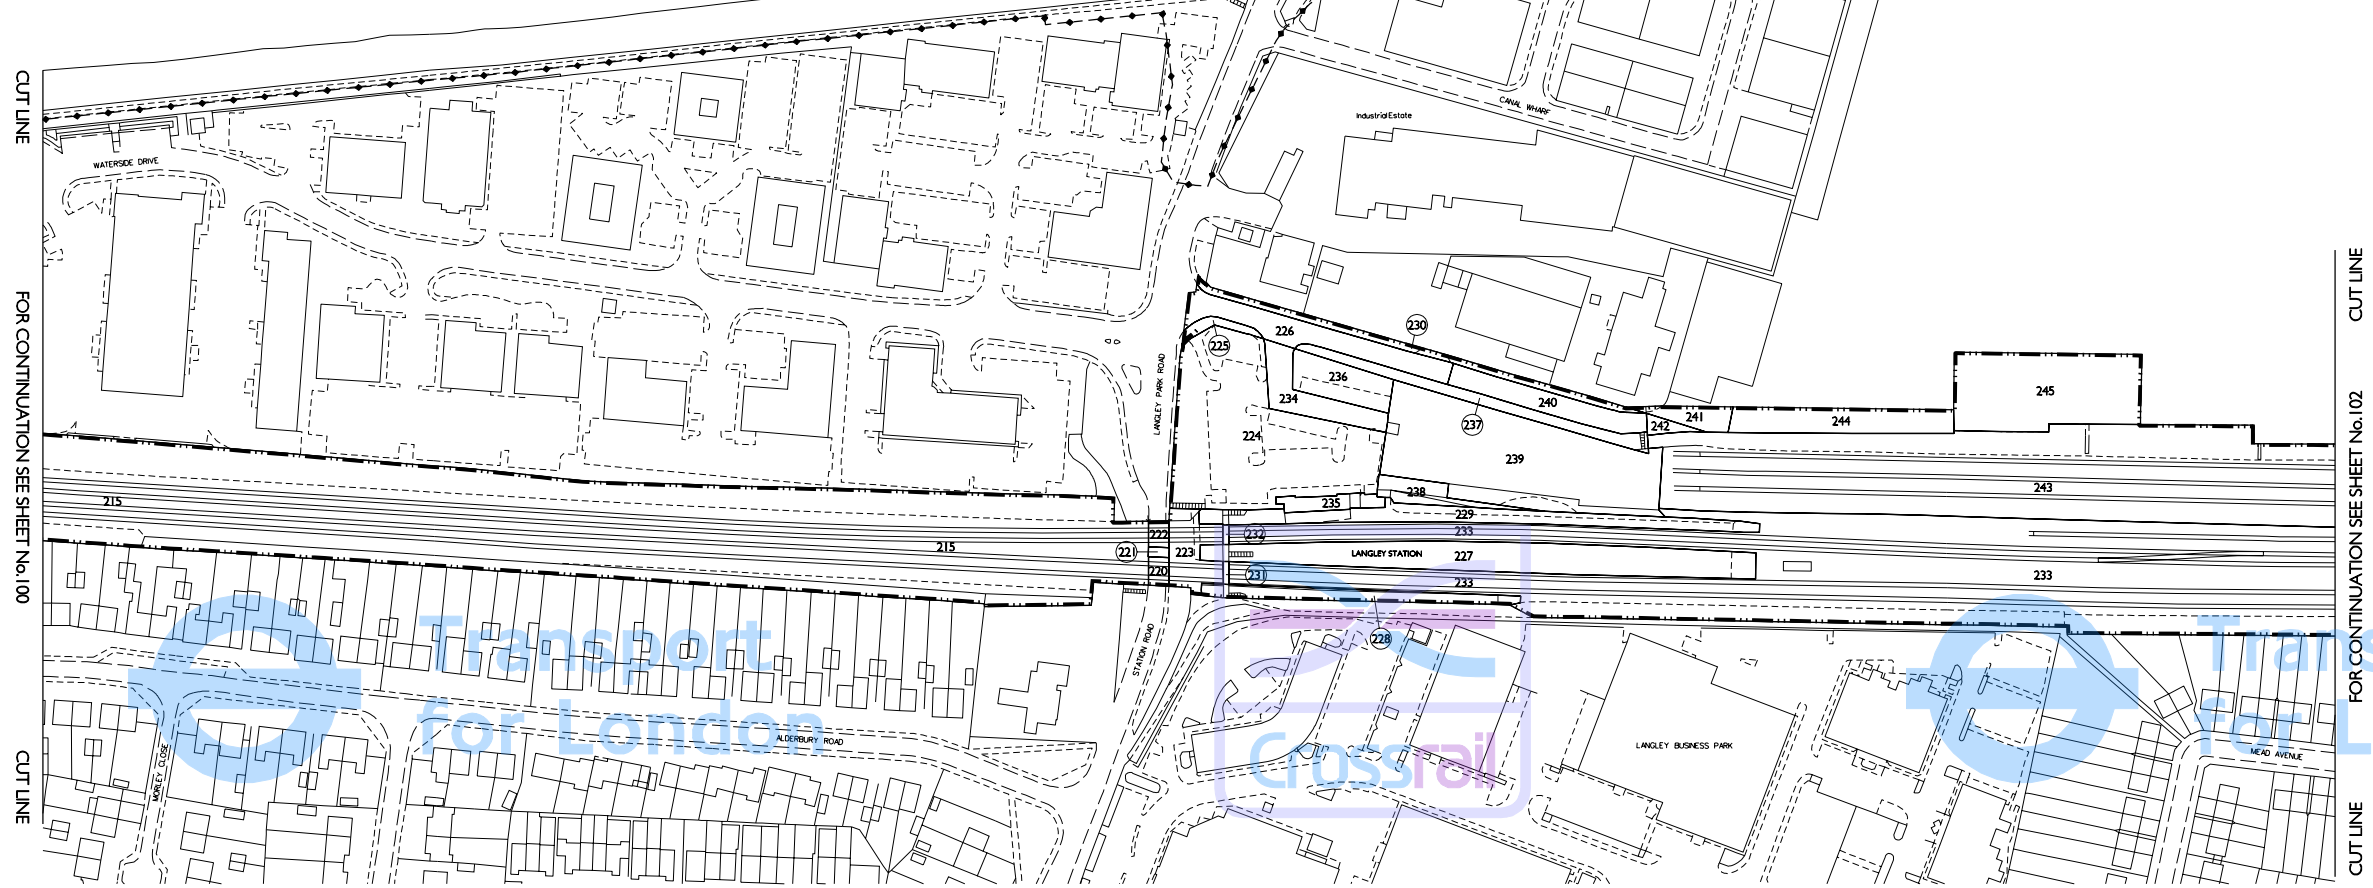 CUT LINE
FOR CONTINUATION SEE SHEET No.100
CUT LINE
WATERSIDE DRIVE
CANAL WHARF
Industrial Estate
CUT LINE
FOR CONTINUATION SEE SHEET No.102
CUT LINE
LANGLEY PARK ROAD
226
230
225
236
234
240
237
241
242
244
245
224
239
235
238
229
243
215
215
222
221
223
220
232
233
LANGLEY STATION
227
231
233
233
228
STATION ROAD
Transport
for London
Crossrail
Trans
for L
ALDERBURY ROAD
MORLEY CLOSE
LANGLEY BUSINESS PARK
MEAD AVENUE